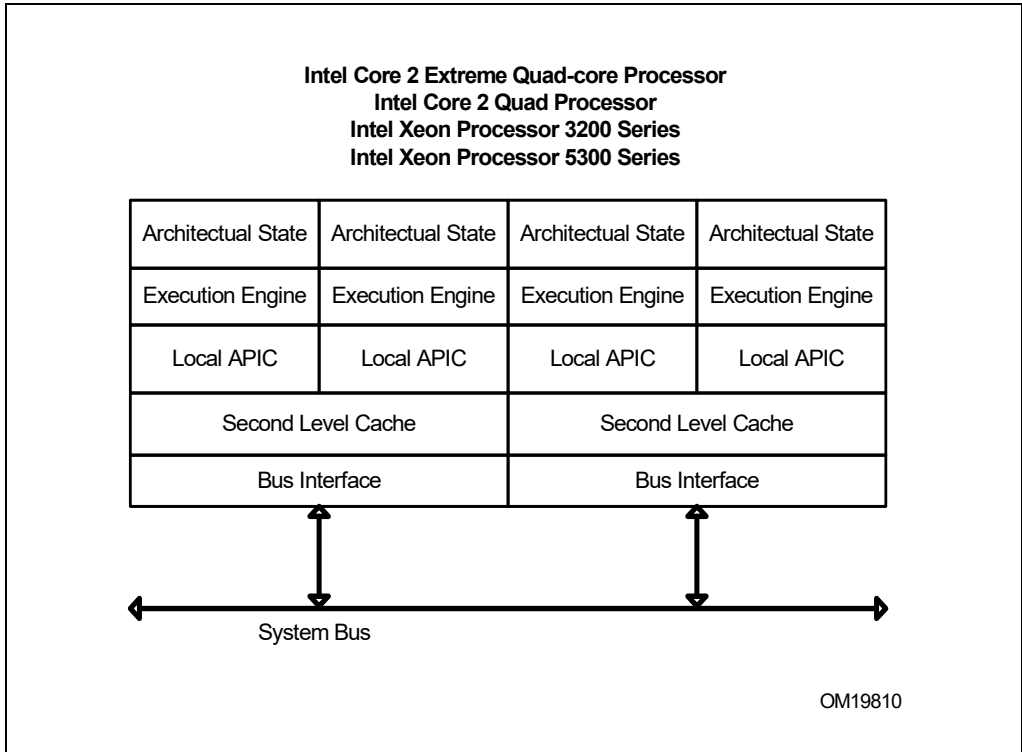 Intel Core 2 Extreme Quad-core Processor
Intel Core 2 Quad Processor
Intel Xeon Processor 3200 Series
Intel Xeon Processor 5300 Series
Architectual State Architectual State Architectual State Architectual State
Execution Engine Execution Engine Execution Engine Execution Engine
Local APIC Local APIC Local APIC Local APIC
Second Level Cache Second Level Cache
Bus Interface Bus Interface
System Bus
OM19810